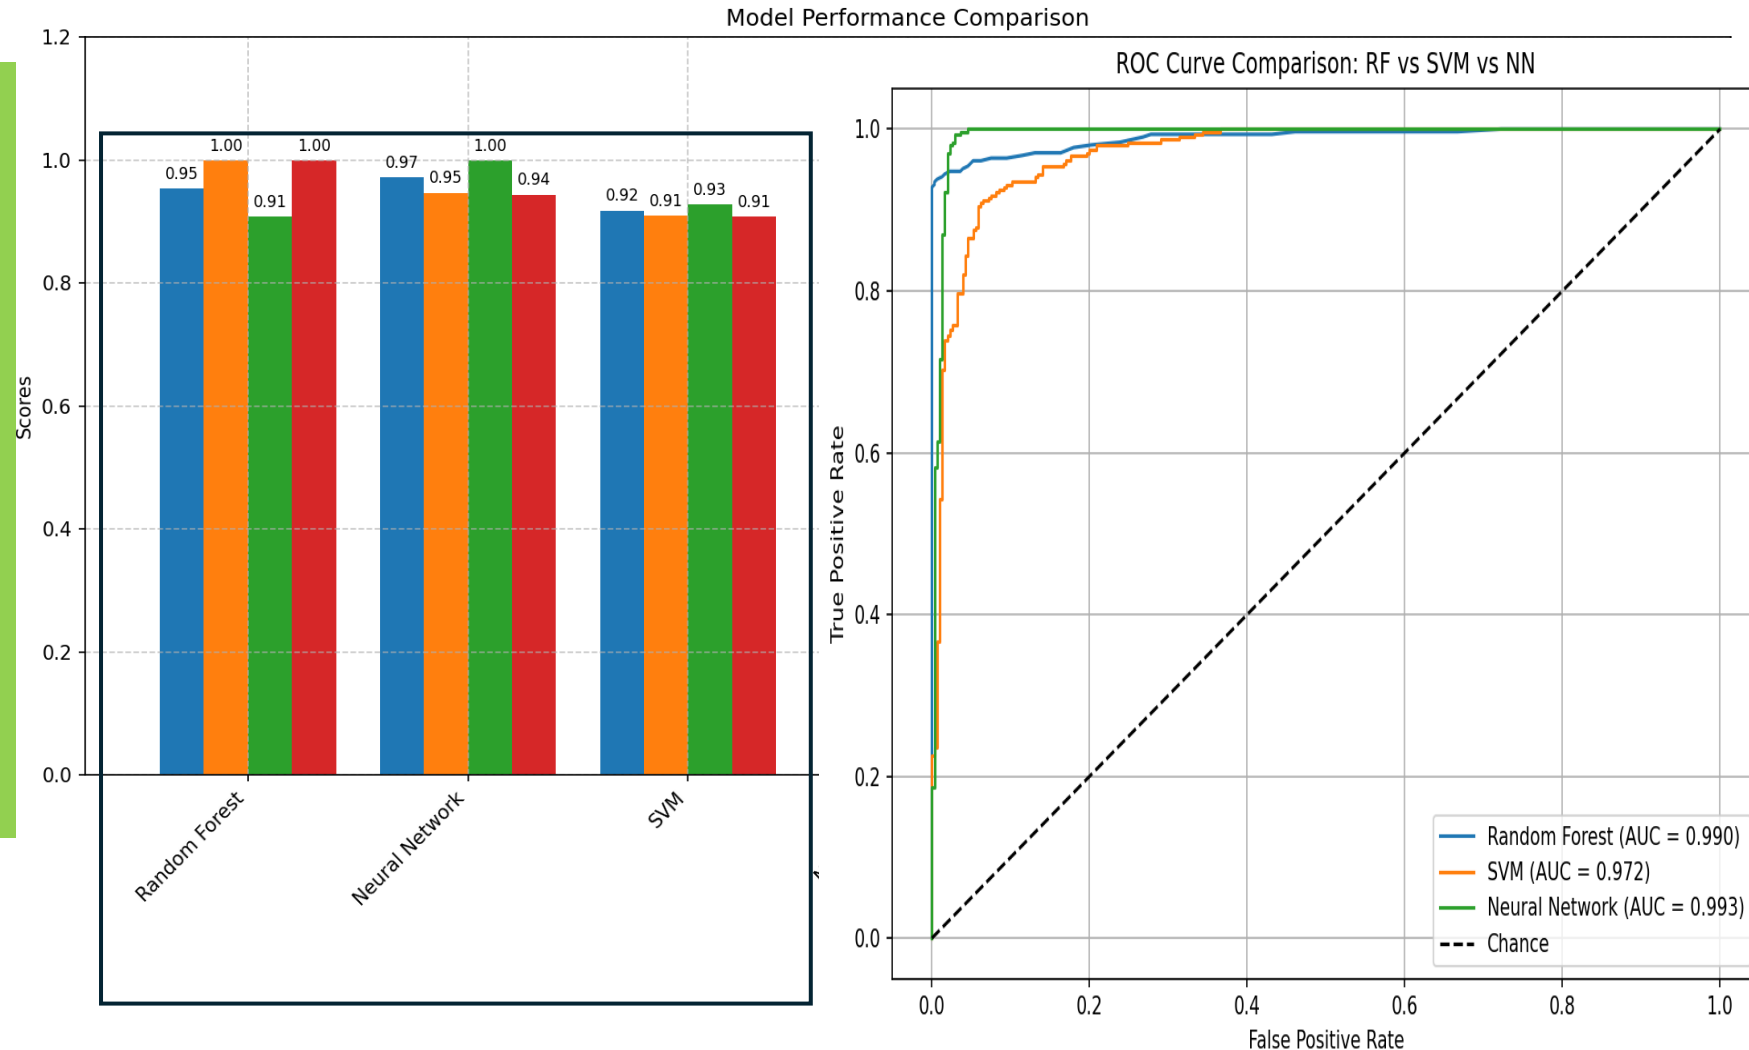 Model Performance Comparison
1.2
1.0
0.8
0.6
0.4
0.2
0.0
Scores
0.95
1.00
0.91
1.00
0.97
0.95
1.00
0.94
0.92
0.91
0.93
0.91
Random Forest
Neural Network
SVM
ROC Curve Comparison: RF vs SVM vs NN
1.0
0.8
0.6
0.4
0.2
0.0
True Positive Rate
Random Forest (AUC = 0.990)
SVM (AUC = 0.972)
Neural Network (AUC = 0.993)
Chance
0.0 0.2 0.4 0.6 0.8 1.0
False Positive Rate